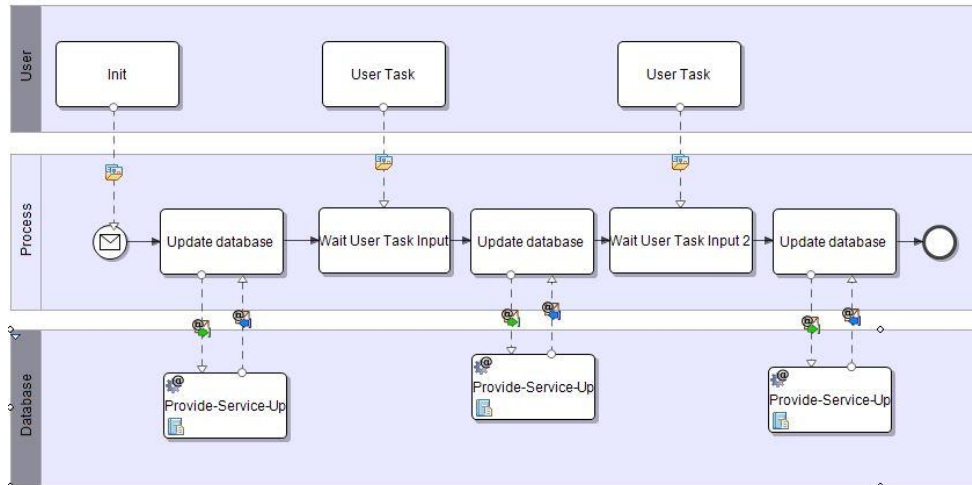 User
Init
User Task
User Task
Process
Update database
Wait User Task Input
Update database
Wait User Task Input 2
Update database
Database
@
Provide-Service-Up
@
Provide-Service-Up
@
Provide-Service-Up